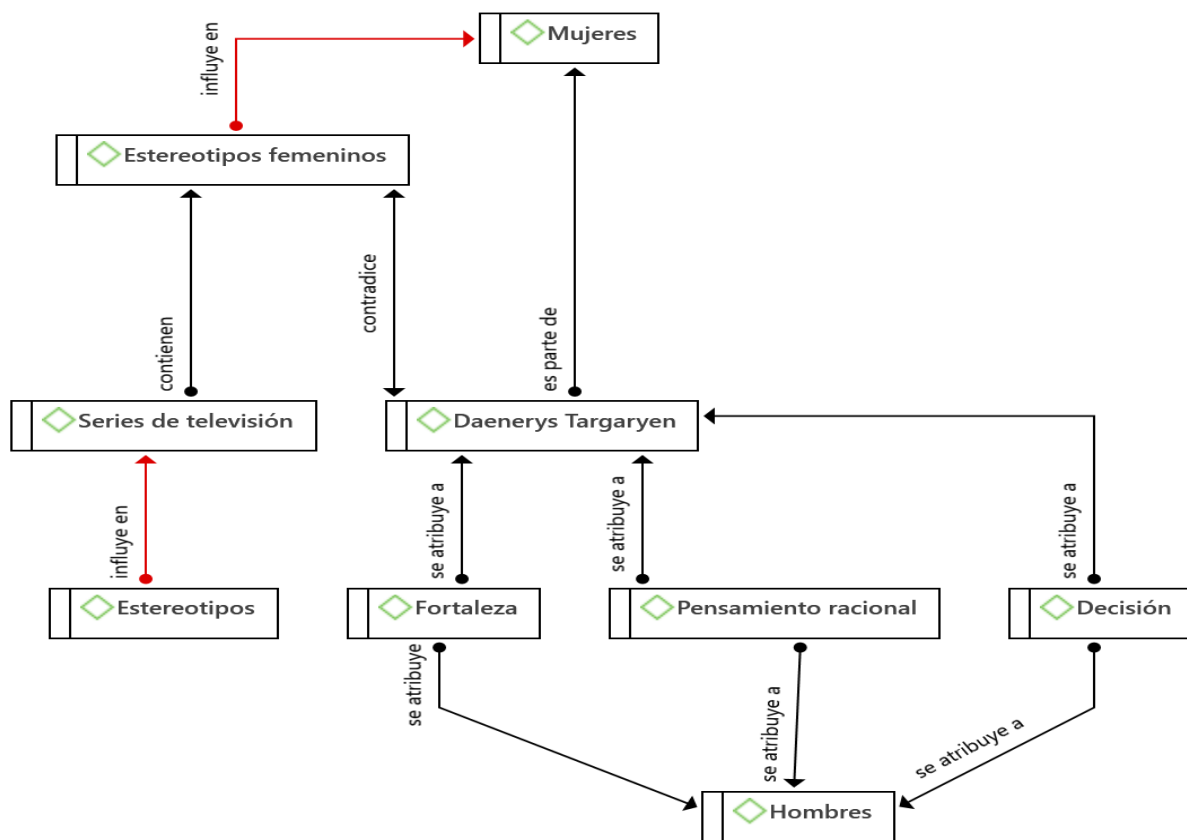 Mujeres
influye en
Estereotipos femeninos
contienen
contradice
es parte de
Series de televisión
Daenerys Targaryen
influye en
se atribuye a
se atribuye a
se atribuye a
Estereotipos
Fortaleza
Pensamiento racional
Decisión
se atribuye
se atribuye a
se atribuye a
Hombres